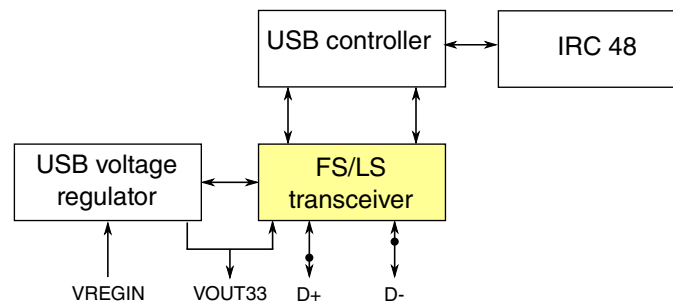 USB controller
IRC 48
USB voltage
regulator
FS/LS
transceiver
VREGIN
VOUT33
D+
D-